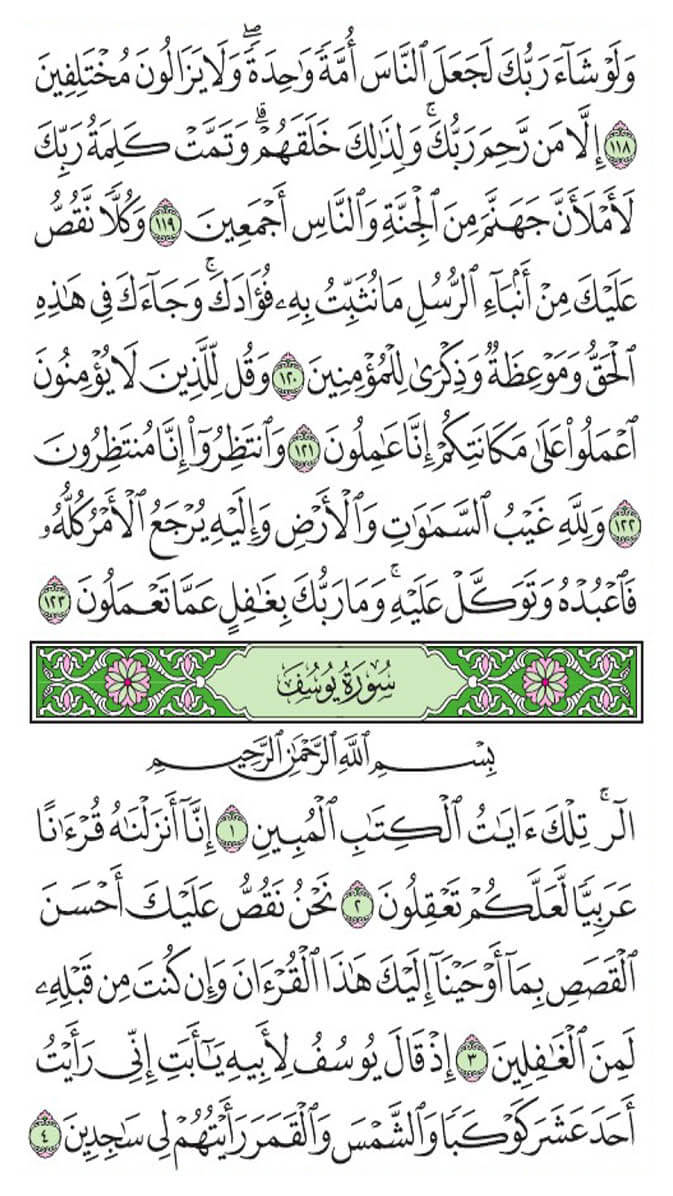 وَلَوۡ شَآءَ رَبُّكَ لَجَعَلَ ٱلنَّاسَ أُمَّةٗ وَٰحِدَةٗۖ وَلَا يَزَالُونَ مُخۡتَلِفِينَ
١١٨ إِلَّا مَن رَّحِمَ رَبُّكَۚ وَلِذَٰلِكَ خَلَقَهُمۡۗ وَتَمَّتۡ كَلِمَةُ رَبِّكَ
لَأَمۡلَأَنَّ جَهَنَّمَ مِنَ ٱلۡجِنَّةِ وَٱلنَّاسِ أَجۡمَعِينَ ١١٩ وَكُلّٗا نَّقُصُّ
عَلَيۡكَ مِنۡ أَنۢبَآءِ ٱلرُّسُلِ مَا نُثَبِّتُ بِهِۦ فُؤَادَكَۚ وَجَآءَكَ فِي هَٰذِهِ
ٱلۡحَقُّ وَمَوۡعِظَةٞ وَذِكۡرَىٰ لِلۡمُؤۡمِنِينَ ١٢٠ وَقُل لِّلَّذِينَ لَا يُؤۡمِنُونَ
ٱعۡمَلُواْ عَلَىٰ مَكَانَتِكُمۡ إِنَّا عَٰمِلُونَ ١٢١ وَٱنتَظِرُوٓاْ إِنَّا مُنتَظِرُونَ
١٢٢ وَلِلَّهِ غَيۡبُ ٱلسَّمَٰوَٰتِ وَٱلۡأَرۡضِ وَإِلَيۡهِ يُرۡجَعُ ٱلۡأَمۡرُ كُلُّهُۥ
فَٱعۡبُدۡهُ وَتَوَكَّلۡ عَلَيۡهِۚ وَمَا رَبُّكَ بِغَٰفِلٍ عَمَّا تَعۡمَلُونَ ١٢٣
سُورَةُ يُوسُفَ
بِسۡمِ ٱللَّهِ ٱلرَّحۡمَٰنِ ٱلرَّحِيمِ
الٓرۚ تِلۡكَ ءَايَٰتُ ٱلۡكِتَٰبِ ٱلۡمُبِينِ ١ إِنَّآ أَنزَلۡنَٰهُ قُرۡءَٰنًا
عَرَبِيّٗا لَّعَلَّكُمۡ تَعۡقِلُونَ ٢ نَحۡنُ نَقُصُّ عَلَيۡكَ أَحۡسَنَ
ٱلۡقَصَصِ بِمَآ أَوۡحَيۡنَآ إِلَيۡكَ هَٰذَا ٱلۡقُرۡءَانَ وَإِن كُنتَ مِن قَبۡلِهِۦ
لَمِنَ ٱلۡغَٰفِلِينَ ٣ إِذۡ قَالَ يُوسُفُ لِأَبِيهِ يَٰٓأَبَتِ إِنِّي رَأَيۡتُ
أَحَدَ عَشَرَ كَوۡكَبٗا وَٱلشَّمۡسَ وَٱلۡقَمَرَ رَأَيۡتُهُمۡ لِي سَٰجِدِينَ ٤